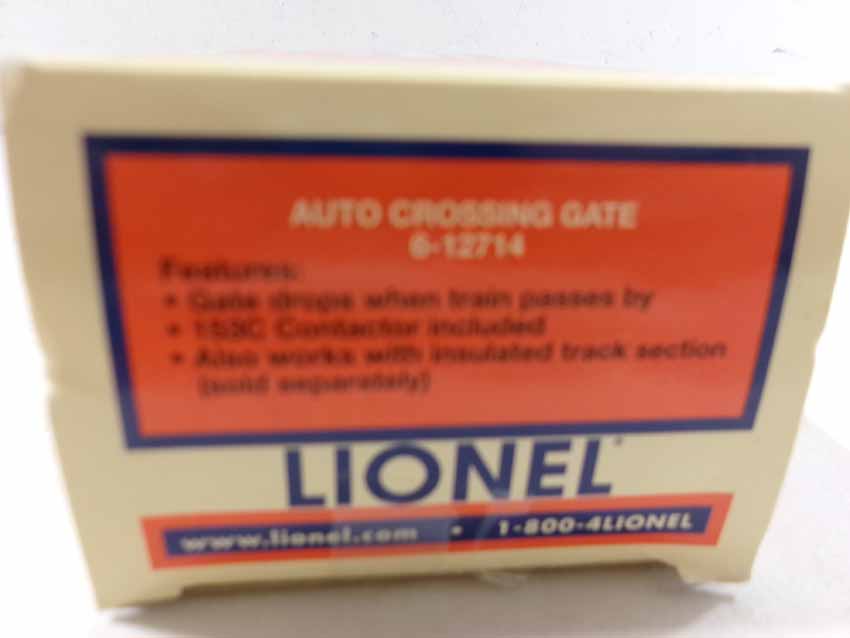 AUTO CROSSING GATE
6-12714
Features:
• Gate drops when train passes by
• 153C Contactor included
• Also works with insulated track section
(sold separately)
LIONEL
www.lionel.com • 1-800-4LIONEL